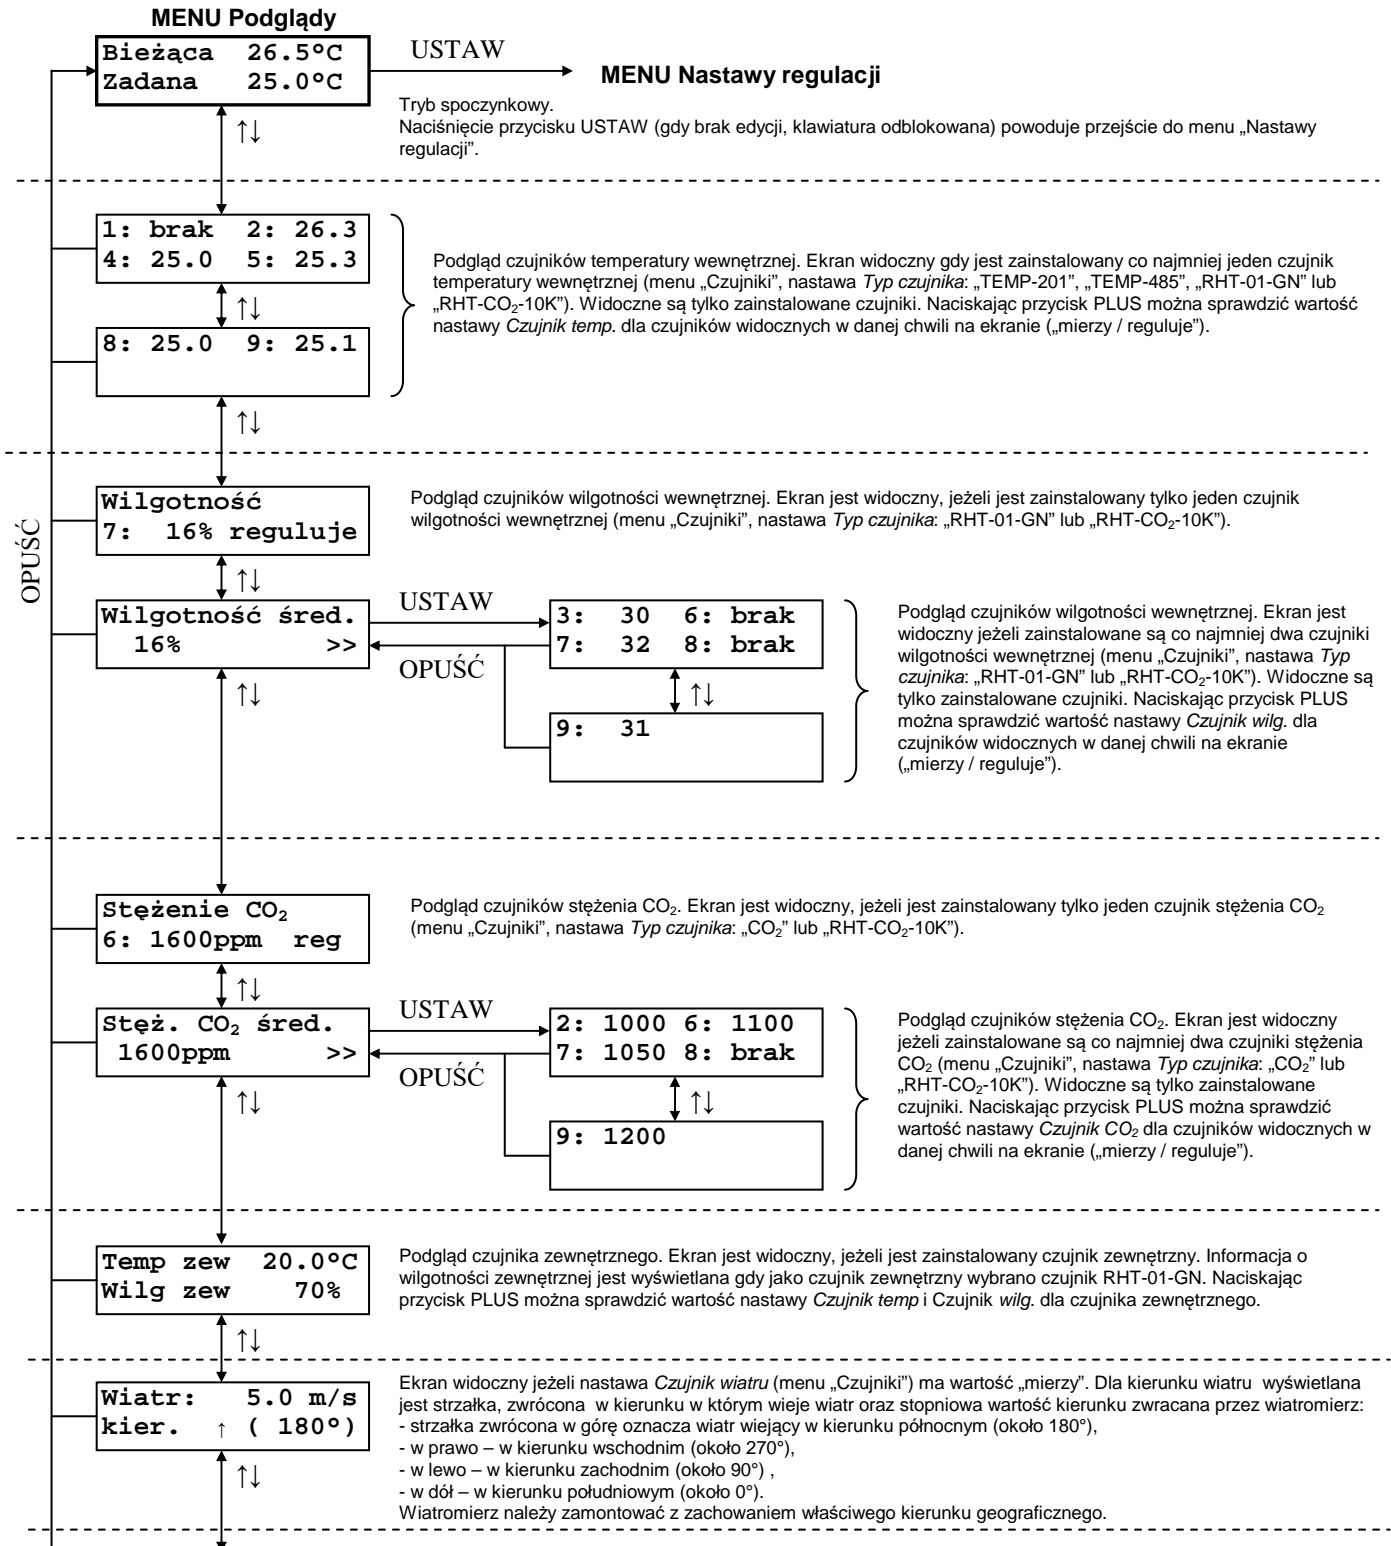 MENU Podglądy
Bieżąca 26.5°C
Zadana 25.0°C
USTAW
MENU Nastawy regulacji
Tryb spoczynkowy.
Naciśnięcie przycisku USTAW (gdy brak edycji, klawiatura odblokowana) powoduje przejście do menu „Nastawy
regulacji”.
↑↓
1: brak 2: 26.3
4: 25.0 5: 25.3
↑↓
8: 25.0 9: 25.1
Podgląd czujników temperatury wewnętrznej. Ekran widoczny gdy jest zainstalowany co najmniej jeden czujnik
temperatury wewnętrznej (menu „Czujniki”, nastawa Typ czujnika: „TEMP-201”, „TEMP-485”, „RHT-01-GN” lub
„RHT-CO₂-10K”). Widoczne są tylko zainstalowane czujniki. Naciskając przycisk PLUS można sprawdzić wartość
nastawy Czujnik temp. dla czujników widocznych w danej chwili na ekranie („mierzy / reguluje”).
↑↓
OPUŚĆ
Wilgotność
7: 16% reguluje
Podgląd czujników wilgotności wewnętrznej. Ekran jest widoczny, jeżeli jest zainstalowany tylko jeden czujnik
wilgotności wewnętrznej (menu „Czujniki”, nastawa Typ czujnika: „RHT-01-GN” lub „RHT-CO₂-10K”).
↑↓
Wilgotność śred.
16% >>
USTAW
OPUŚĆ
3: 30 6: brak
7: 32 8: brak
↑↓
9: 31
Podgląd czujników wilgotności wewnętrznej. Ekran jest
widoczny jeżeli zainstalowane są co najmniej dwa czujniki
wilgotności wewnętrznej (menu „Czujniki”, nastawa Typ
czujnika: „RHT-01-GN” lub „RHT-CO₂-10K”). Widoczne są
tylko zainstalowane czujniki. Naciskając przycisk PLUS
można sprawdzić wartość nastawy Czujnik wilg. dla
czujników widocznych w danej chwili na ekranie
(„mierzy / reguluje”).
↑↓
Stężenie CO₂
6: 1600ppm reg
Podgląd czujników stężenia CO₂. Ekran jest widoczny, jeżeli jest zainstalowany tylko jeden czujnik stężenia CO₂
(menu „Czujniki”, nastawa Typ czujnika: „CO₂” lub „RHT-CO₂-10K”).
↑↓
Stęż. CO₂ śred.
1600ppm >>
USTAW
OPUŚĆ
2: 1000 6: 1100
7: 1050 8: brak
↑↓
9: 1200
Podgląd czujników stężenia CO₂. Ekran jest widoczny
jeżeli zainstalowane są co najmniej dwa czujniki stężenia
CO₂ (menu „Czujniki”, nastawa Typ czujnika: „CO₂” lub
„RHT-CO₂-10K”). Widoczne są tylko zainstalowane
czujniki. Naciskając przycisk PLUS można sprawdzić
wartość nastawy Czujnik CO₂ dla czujników widocznych w
danej chwili na ekranie („mierzy / reguluje”).
↑↓
Temp zew 20.0°C
Wilg zew 70%
Podgląd czujnika zewnętrznego. Ekran jest widoczny, jeżeli jest zainstalowany czujnik zewnętrzny. Informacja o
wilgotności zewnętrznej jest wyświetlana gdy jako czujnik zewnętrzny wybrano czujnik RHT-01-GN. Naciskając
przycisk PLUS można sprawdzić wartość nastawy Czujnik temp i Czujnik wilg. dla czujnika zewnętrznego.
↑↓
Wiatr: 5.0 m/s
kier. ↑ ( 180°)
Ekran widoczny jeżeli nastawa Czujnik wiatru (menu „Czujniki”) ma wartość „mierzy”. Dla kierunku wiatru wyświetlana
jest strzałka, zwrócona w kierunku w którym wieje wiatr oraz stopniowa wartość kierunku zwracana przez wiatromierz:
- strzałka zwrócona w górę oznacza wiatr wiejący w kierunku północnym (około 180°),
- w prawo – w kierunku wschodnim (około 270°),
- w lewo – w kierunku zachodnim (około 90°) ,
- w dół – w kierunku południowym (około 0°).
Wiatromierz należy zamontować z zachowaniem właściwego kierunku geograficznego.
↑↓